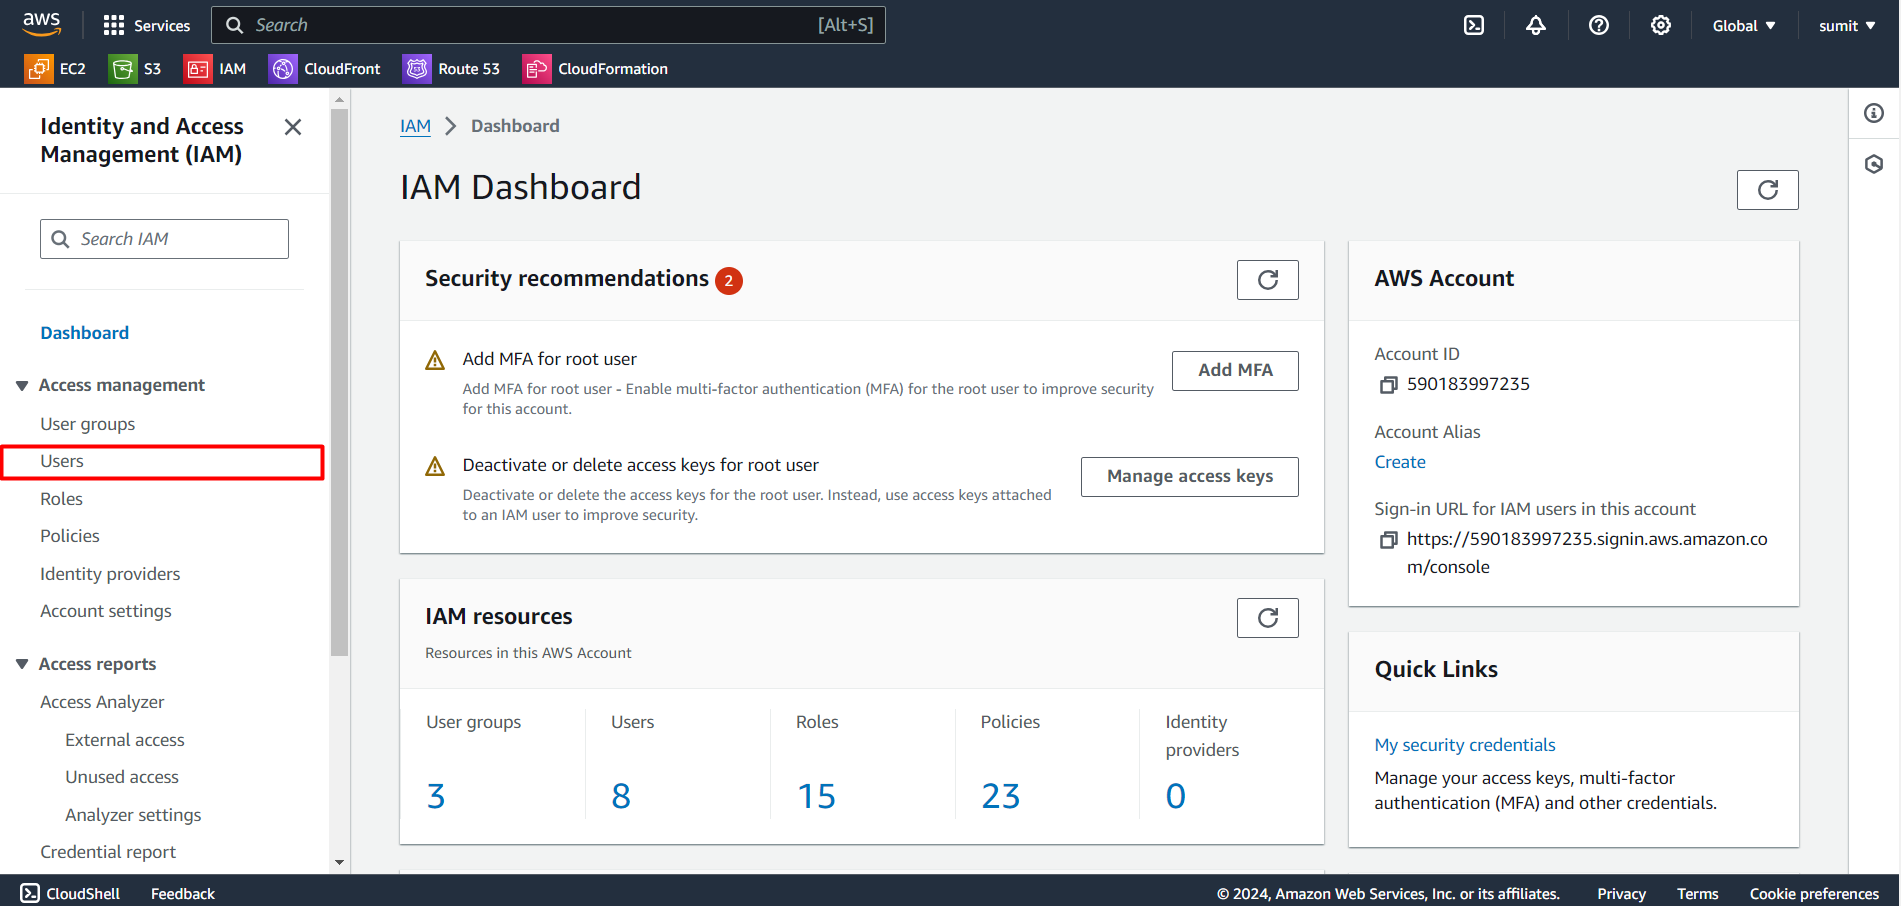 aws
Services
Search
[Alt+S]
Global
sumit
EC2
S3
IAM
CloudFront
Route 53
CloudFormation
Identity and Access
Management (IAM)
Search IAM
Dashboard
Access management
User groups
Users
Roles
Policies
Identity providers
Account settings
Access reports
Access Analyzer
External access
Unused access
Analyzer settings
Credential report
IAM
Dashboard
IAM Dashboard
Security recommendations 2
Add MFA for root user
Add MFA for root user - Enable multi-factor authentication (MFA) for the root user to improve security
for this account.
Add MFA
Deactivate or delete access keys for root user
Deactivate or delete the access keys for the root user. Instead, use access keys attached
to an IAM user to improve security.
Manage access keys
IAM resources
Resources in this AWS Account
User groups
3
Users
8
Roles
15
Policies
23
Identity
providers
0
AWS Account
Account ID
590183997235
Account Alias
Create
Sign-in URL for IAM users in this account
https://590183997235.signin.aws.amazon.co
m/console
Quick Links
My security credentials
Manage your access keys, multi-factor
authentication (MFA) and other credentials.
CloudShell
Feedback
© 2024, Amazon Web Services, Inc. or its affiliates.
Privacy
Terms
Cookie preferences